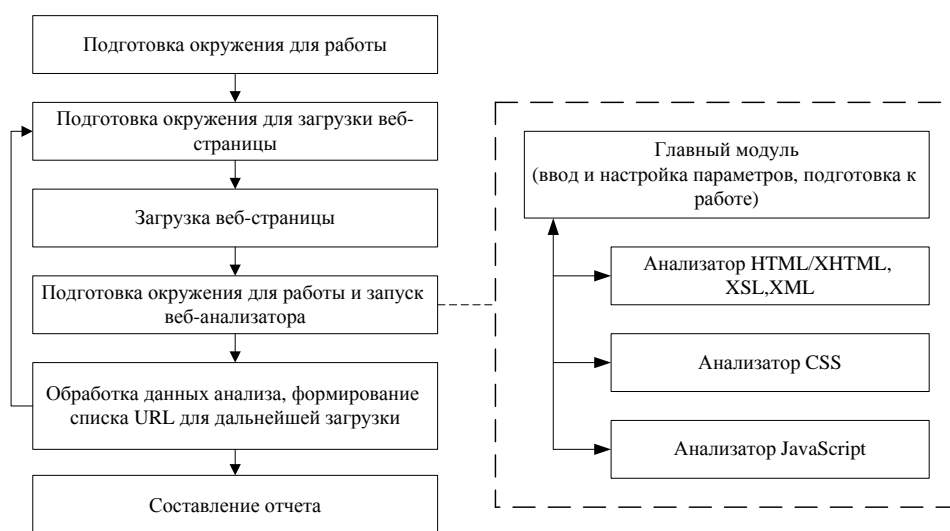 Подготовка окружения для работы
Подготовка окружения для загрузки веб-
страницы
Загрузка веб-страницы
Подготовка окружения для работы и запуск
веб-анализатора
Обработка данных анализа, формирование
списка URL для дальнейшей загрузки
Составление отчета
Главный модуль
(ввод и настройка параметров, подготовка к
работе)
Анализатор HTML/XHTML,
XSL,XML
Анализатор CSS
Анализатор JavaScript